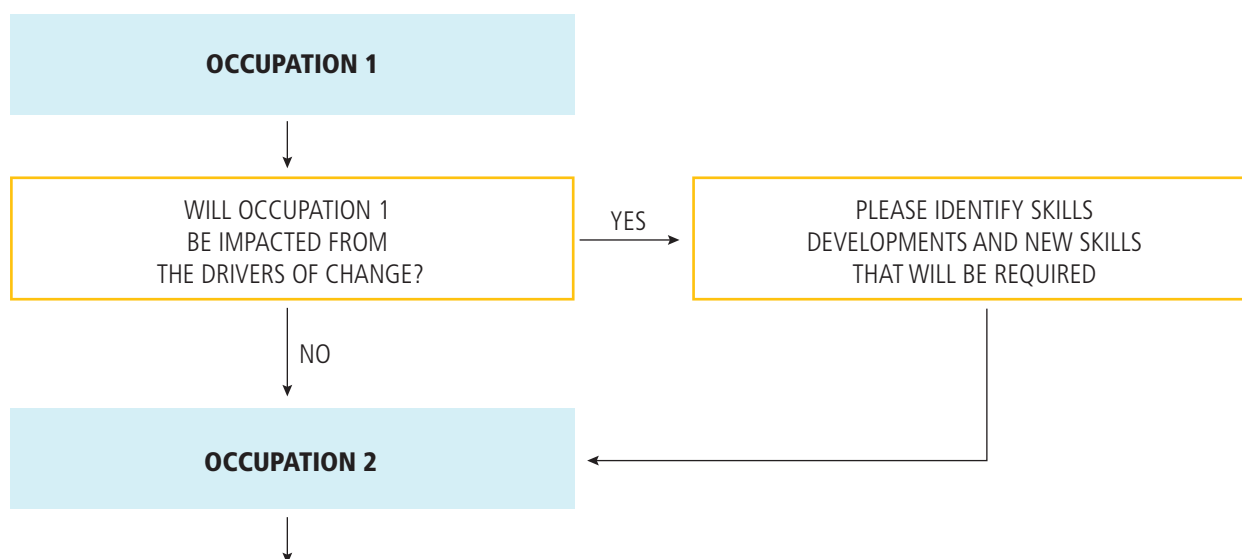 OCCUPATION 1
WILL OCCUPATION 1
BE IMPACTED FROM
THE DRIVERS OF CHANGE?
YES
PLEASE IDENTIFY SKILLS
DEVELOPMENTS AND NEW SKILLS
THAT WILL BE REQUIRED
NO
OCCUPATION 2